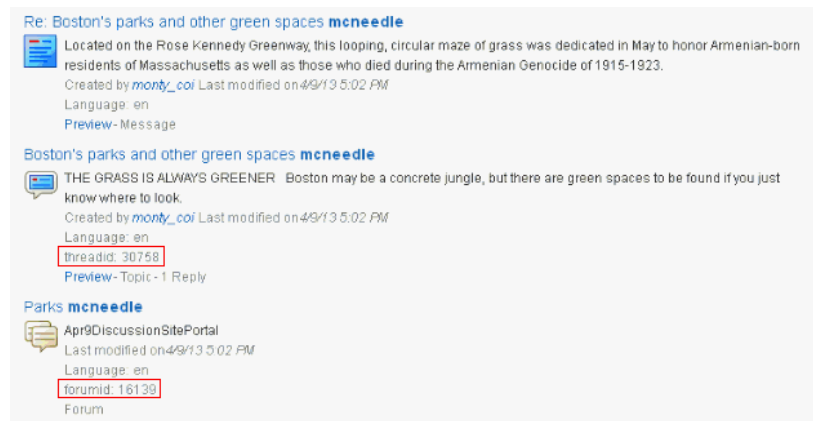 Re: Boston's parks and other green spaces mcneedle
Located on the Rose Kennedy Greenway, this looping, circular maze of grass was dedicated in May to honor Armenian-born
residents of Massachusetts as well as those who died during the Armenian Genocide of 1915-1923.
Created by monty_coi Last modified on 4/9/13 5:02 PM
Language: en
Preview - Message
Boston's parks and other green spaces mcneedle
THE GRASS IS ALWAYS GREENER Boston may be a concrete jungle, but there are green spaces to be found if you just
know where to look.
Created by monty_coi Last modified on 4/9/13 5:02 PM
Language: en
threadid: 30758
Preview - Topic - 1 Reply
Parks mcneedle
Apr9DiscussionSitePortal
Last modified on 4/9/13 5:02 PM
Language: en
forumid: 16139
Forum